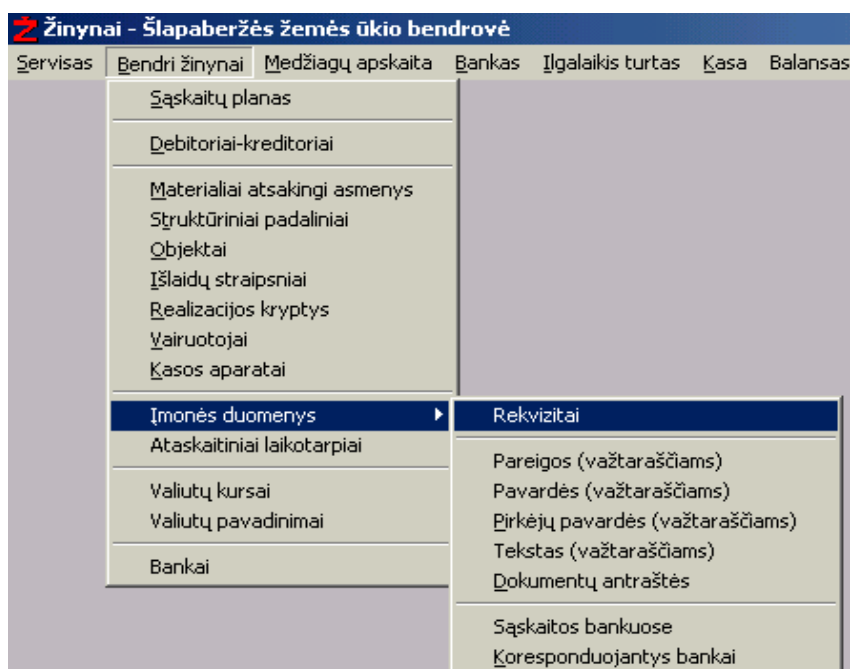 Ž Žinynai - Šlapaberžės žemės ūkio bendrovė
Servisas Bendri žinynai Medžiagų apskaita Bankas Ilgalaikis turtas Kasa Balansas
Sąskaitų planas
Debitoriai-kreditoriai
Materialiai atsakingi asmenys
Struktūriniai padaliniai
Objektai
Išlaidų straipsniai
Realizacijos kryptys
Vairuotojai
Kasos aparatai
Įmonės duomenys
Ataskaitiniai laikotarpiai
Valiutų kursai
Valiutų pavadinimai
Bankai
Rekvizitai
Pareigos (važtaraščiams)
Pavardės (važtaraščiams)
Pirkėjų pavardės (važtaraščiams)
Tekstas (važtaraščiams)
Dokumentų antraštės
Sąskaitos bankuose
Koresponduojantys bankai